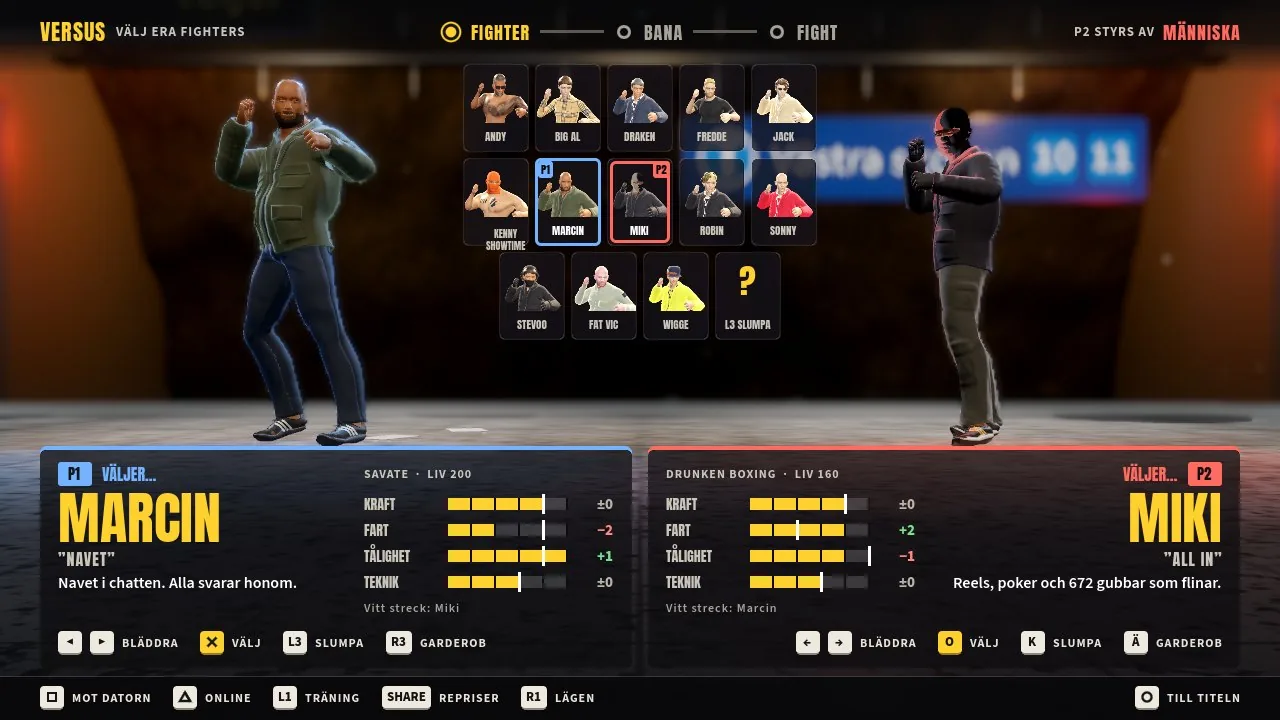 VERSUS VÄLJ ERA FIGHTERS
FIGHTER BANA FIGHT
P2 STYRS AV MÄNNISKA
ANDY BIG AL DRAKEN FREDDE JACK
10 11
P1 P2
KENNY SHOWTIME MARCIN MIKI ROBIN SONNY
?
STEVOO FAT VIC WIGGE L3 SLUMPA
P1 VÄLJER...
MARCIN
"NAVET"
Navet i chatten. Alla svarar honom.
SAVATE · LIV 200
KRAFT ±0
FART −2
TÅLIGHET +1
TEKNIK ±0
Vitt streck: Miki
BLÄDDRA VÄLJ L3 SLUMPA R3 GARDEROB
DRUNKEN BOXING · LIV 160
KRAFT ±0
FART +2
TÅLIGHET −1
TEKNIK ±0
Vitt streck: Marcin
VÄLJER... P2
MIKI
"ALL IN"
Reels, poker och 672 gubbar som flinar.
← → BLÄDDRA O VÄLJ K SLUMPA Ä GARDEROB
MOT DATORN ONLINE L1 TRÄNING SHARE REPRISER R1 LÄGEN
TILL TITELN